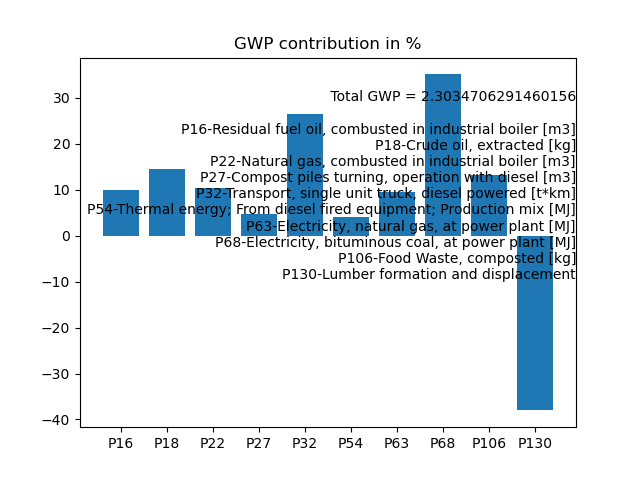 GWP contribution in %
Total GWP = 2.3034706291460156
P16-Residual fuel oil, combusted in industrial boiler [m3]
P18-Crude oil, extracted [kg]
P22-Natural gas, combusted in industrial boiler [m3]
P27-Compost piles turning, operation with diesel [m3]
P32-Transport, single unit truck, diesel powered [t*km]
P54-Thermal energy; From diesel fired equipment; Production mix [MJ]
P63-Electricity, natural gas, at power plant [MJ]
P68-Electricity, bituminous coal, at power plant [MJ]
P106-Food Waste, composted [kg]
P130-Lumber formation and displacement
30
20
10
0
−10
−20
−30
−40
P16 P18 P22 P27 P32 P54 P63 P68 P106 P130